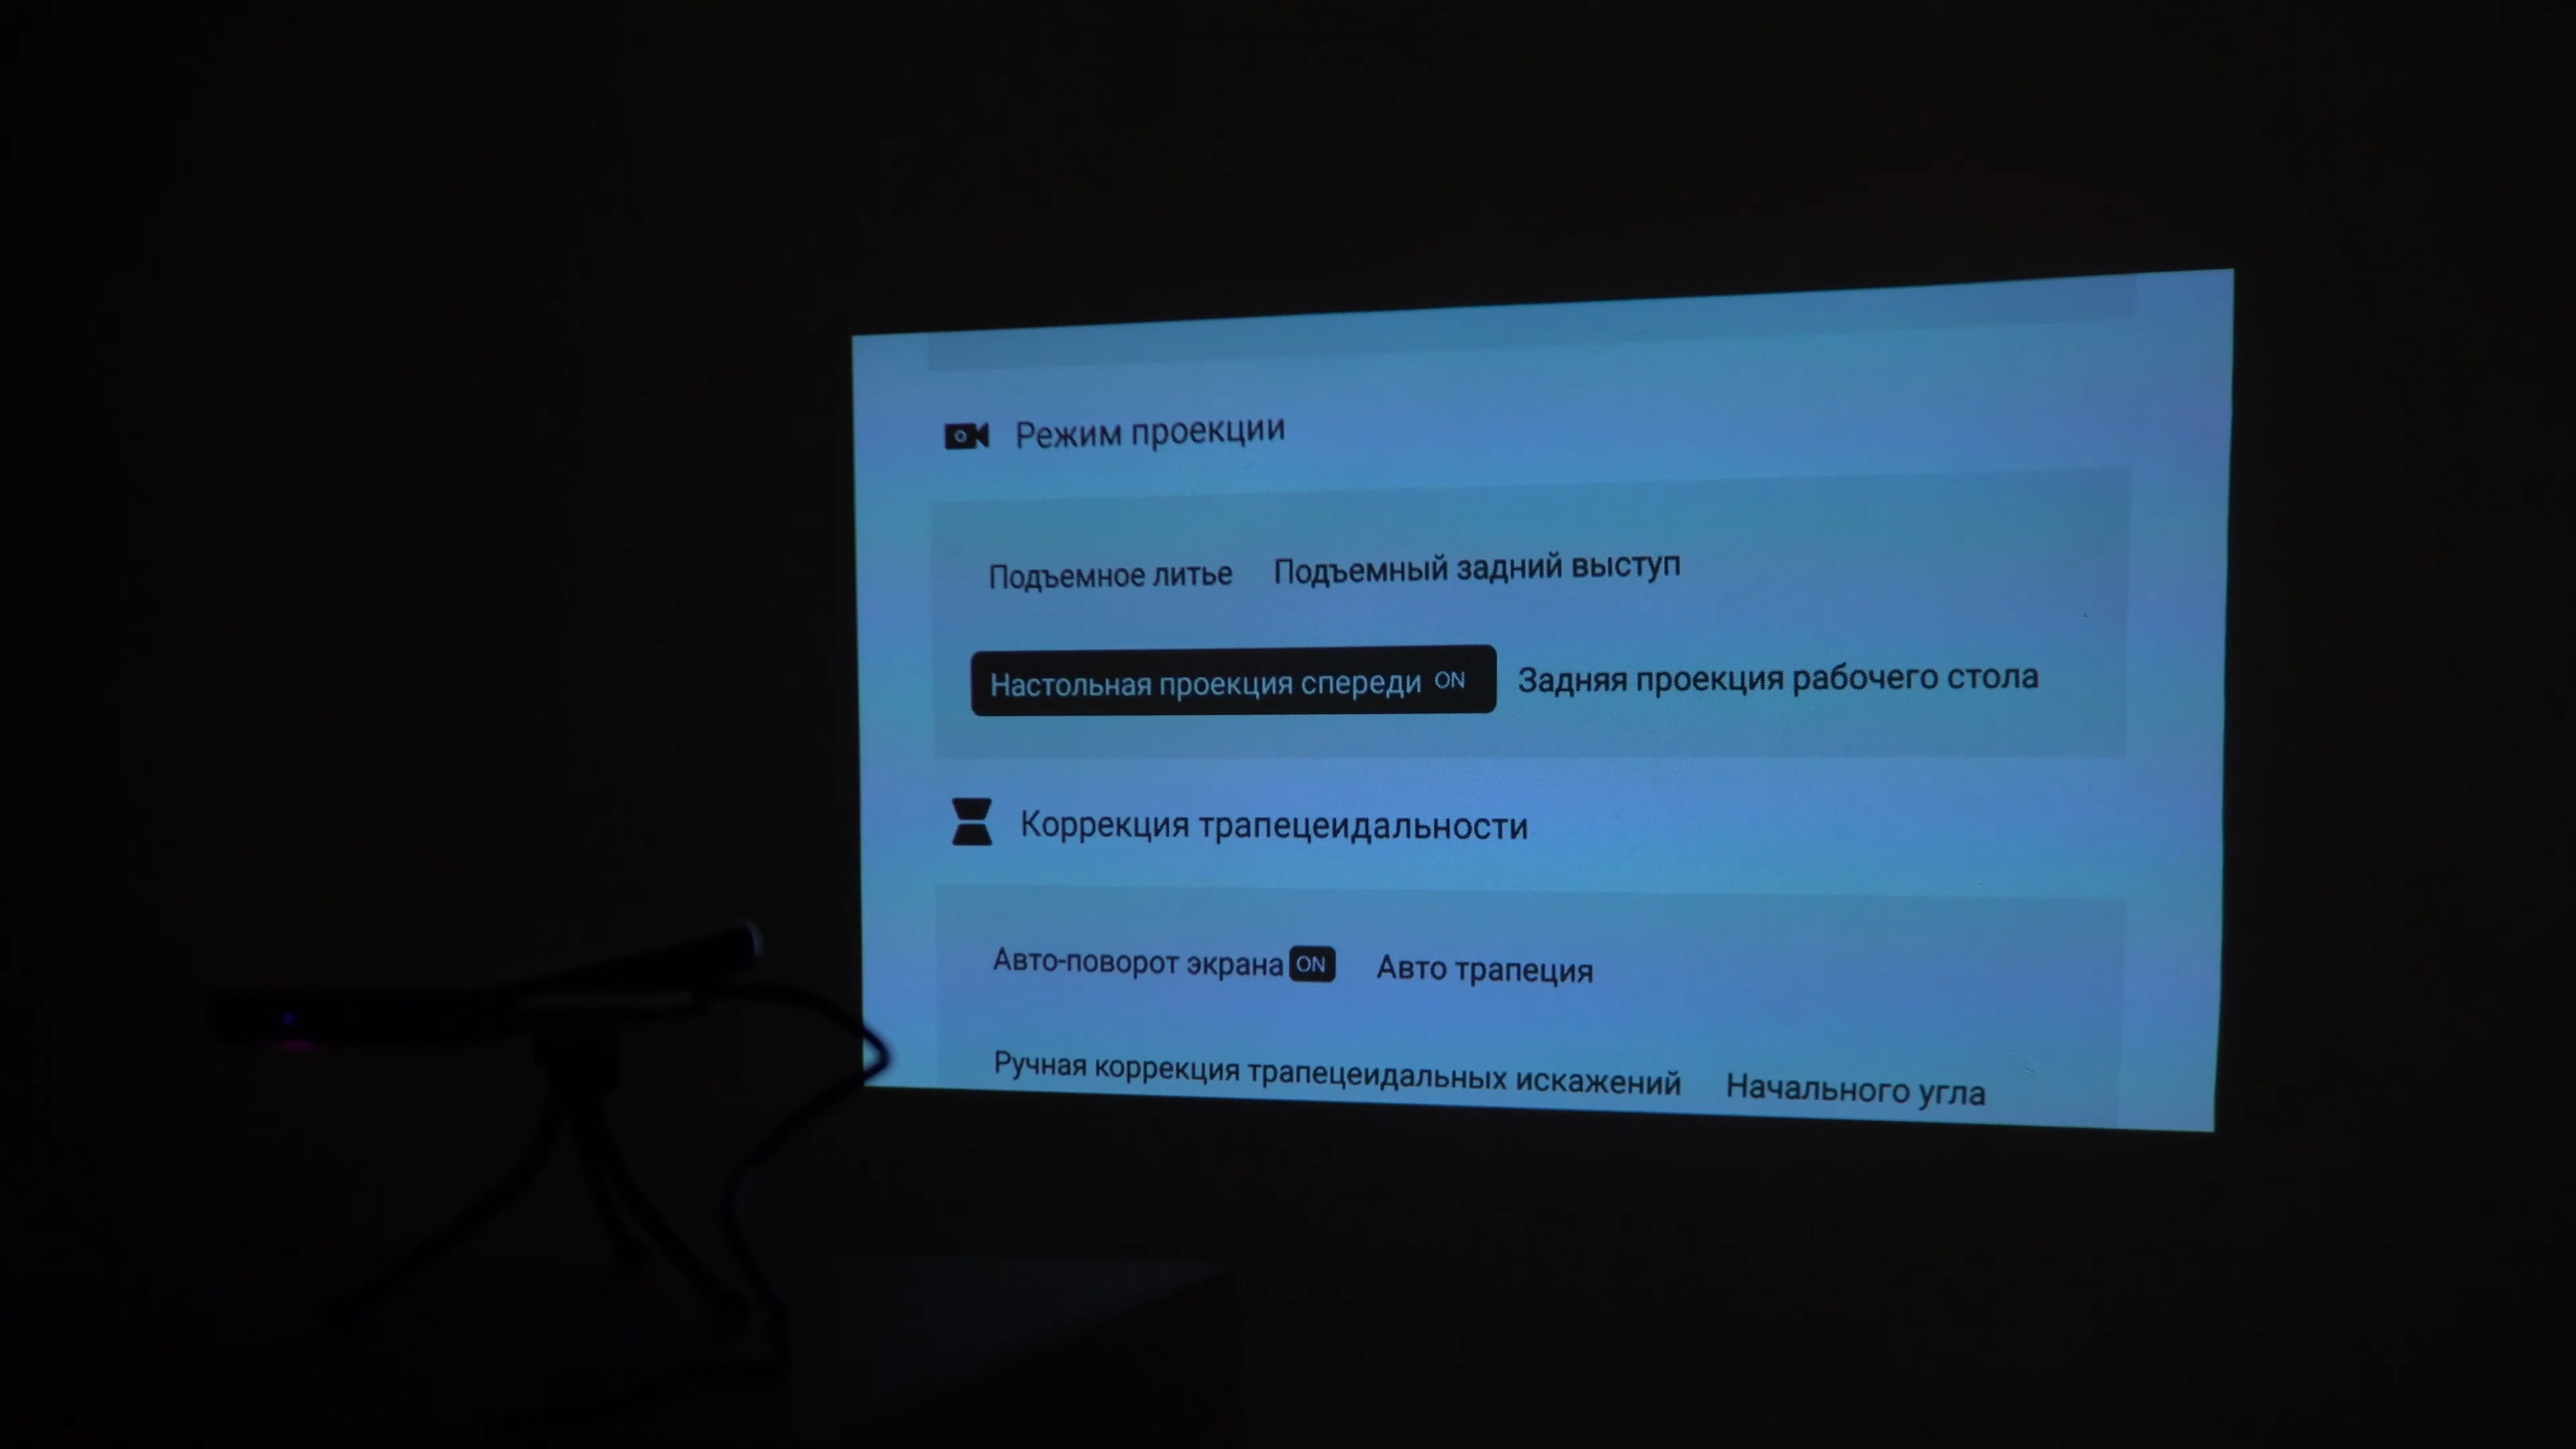 Режим проекции
Подъемное литье Подъемный задний выступ
Настольная проекция спереди ON Задняя проекция рабочего стола
Коррекция трапецеидальности
Авто-поворот экрана ON Авто трапеция
Ручная коррекция трапецеидальных искажений Начального угла